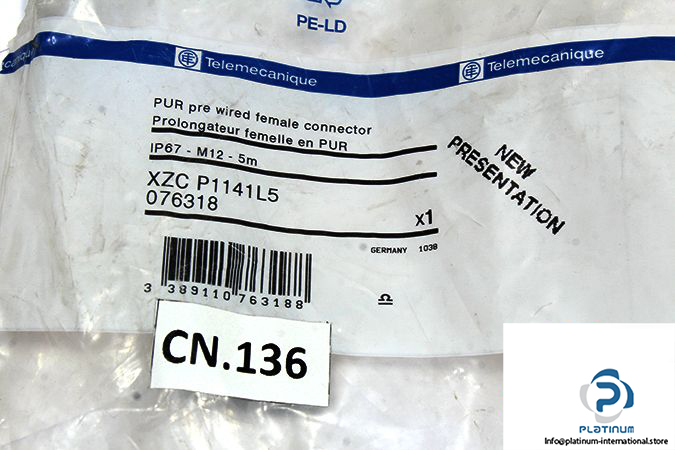 PE-LD
Telemecanique
Telemecanique
PUR pre wired female connector
Prolongateur femelle en PUR
IP67 - M12 - 5m
XZC P1141L5
076318
x1
NEW
PRESENTATION
GERMANY 1038
3 389110 763188
CN.136
PLATINUM
info@platinum-international.store